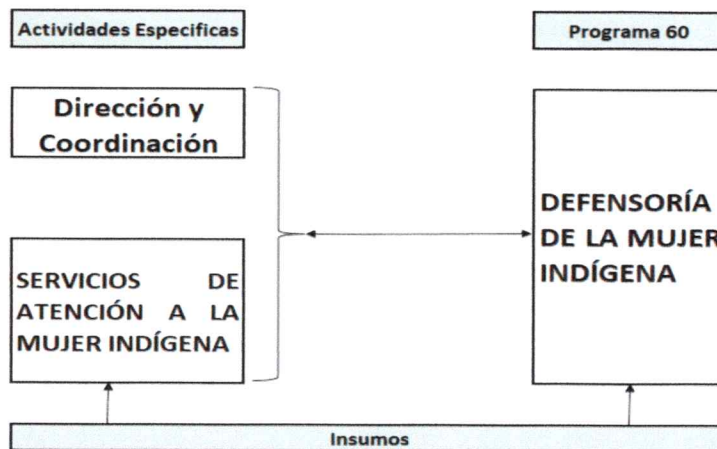 Actividades Especificas
Programa 60
Dirección y
Coordinación
SERVICIOS DE
ATENCIÓN A LA
MUJER INDÍGENA
DEFENSORÍA
DE LA MUJER
INDÍGENA
Insumos